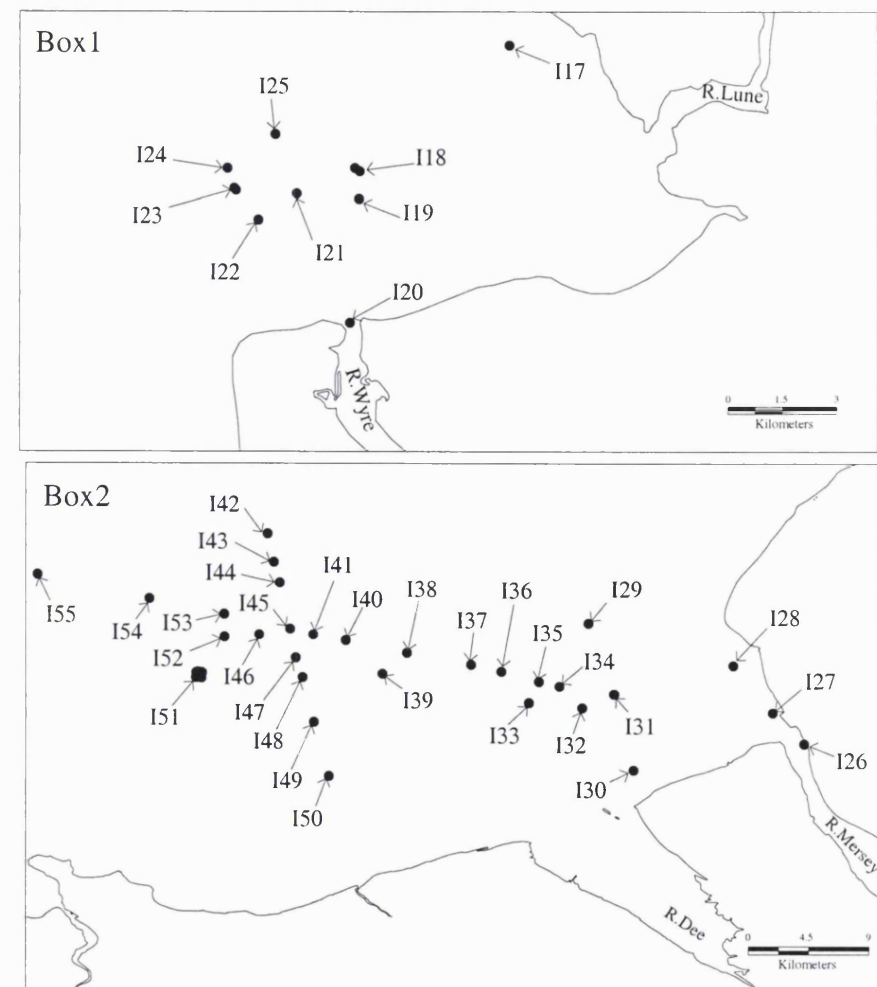 Box1
I17
R.Lune
I25
I24
I18
I23
I19
I22
I21
I20
R.Wyre
0 1.5 3
Kilometers
Box2
I42
I43
I44
I41
I45
I40
I38
I37
I36
I29
I55
I54
I53
I35
I34
I28
I52
I46
I51
I47
I39
I33
I32
I31
I27
I48
I49
I26
I50
I30
R.Mersey
R.Dee
0 4.5 9
Kilometers